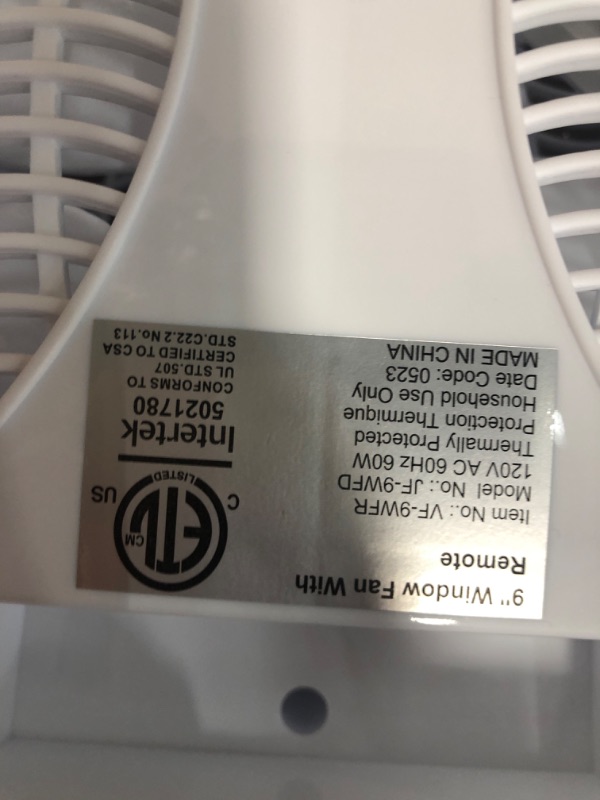 9" Window Fan With
Remote
Item No.: VF-9WFR
Model No.: JF-9WFD
120V AC 60Hz 60W
Thermally Protected
Protection Thermique
Household Use Only
Date Code: 0523
MADE IN CHINA
ETL
CM
LISTED
C
US
Intertek
5021780
CONFORMS TO
UL STD.507
CERTIFIED TO CSA
STD.C22.2 No.113